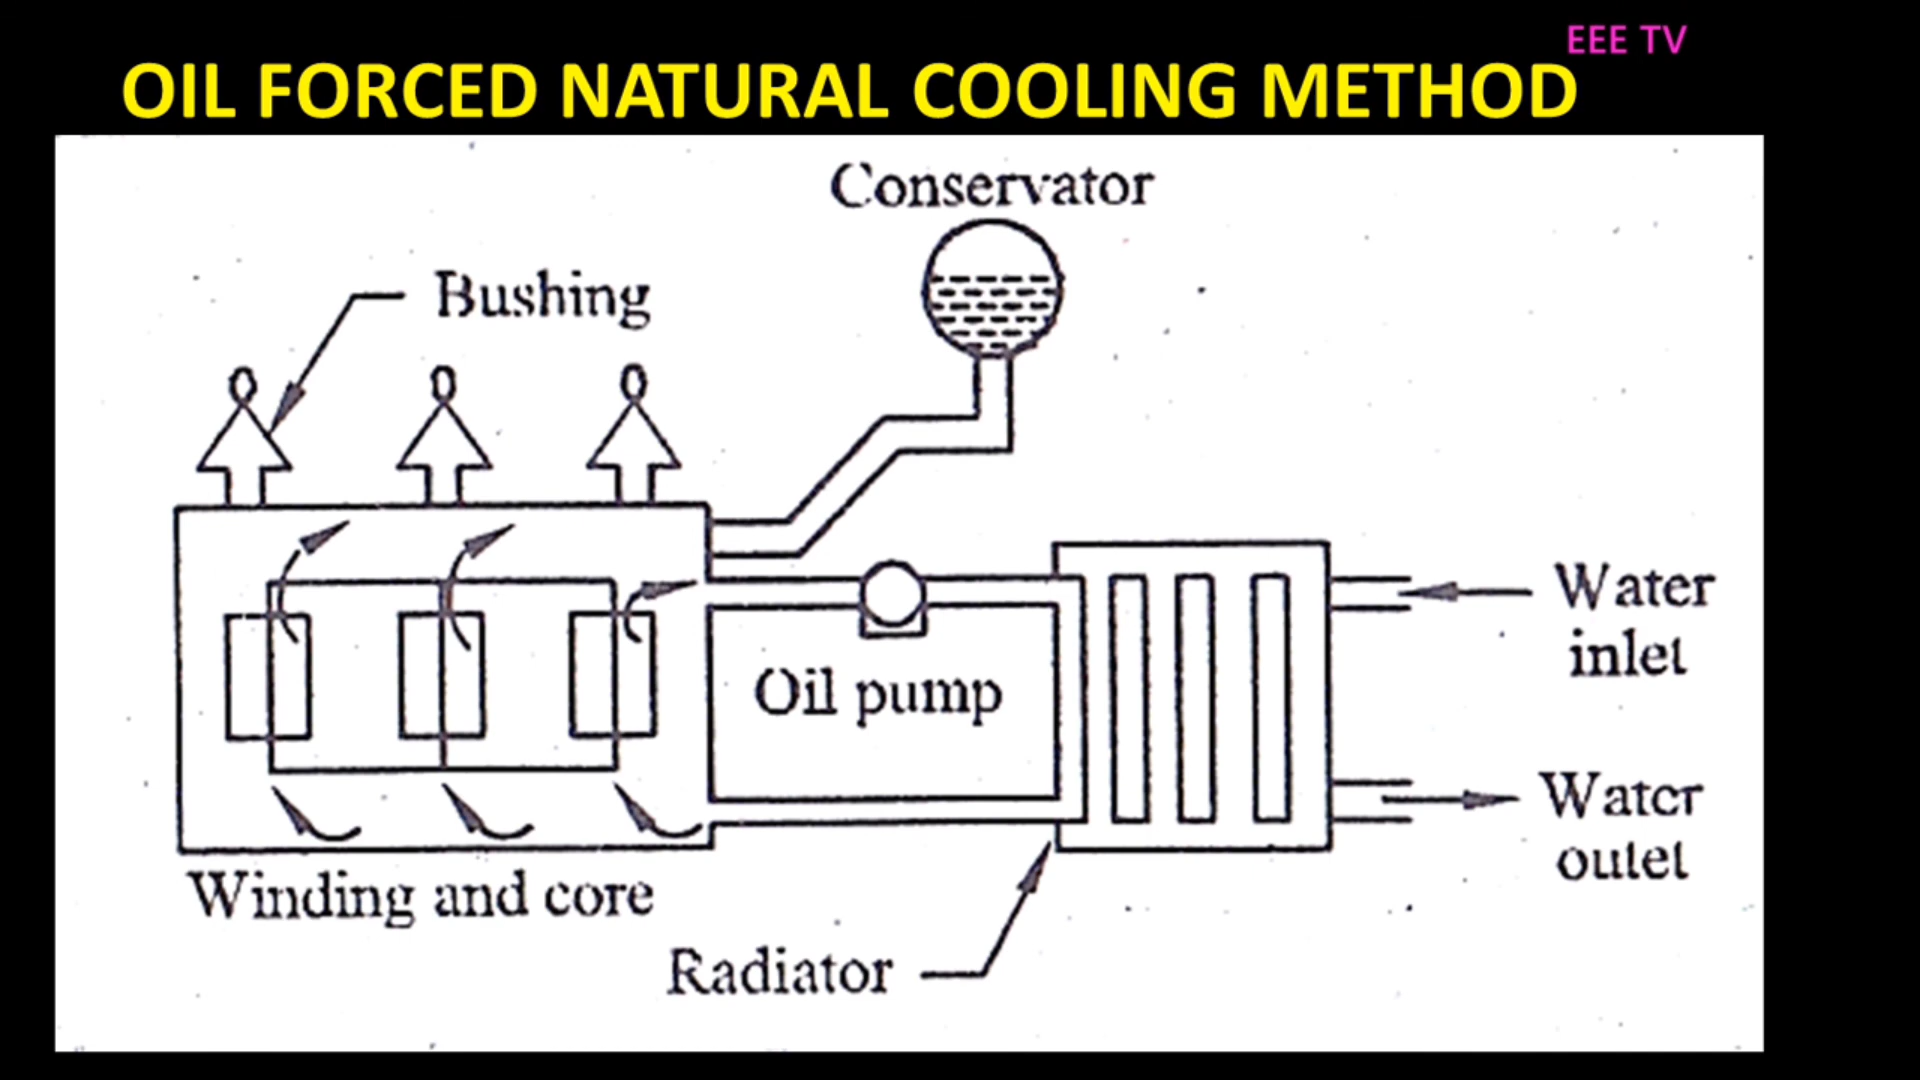 EEE TV
OIL FORCED NATURAL COOLING METHOD
Conservator
Bushing
Water
inlet
Oil pump
Water
outlet
Winding and core
Radiator